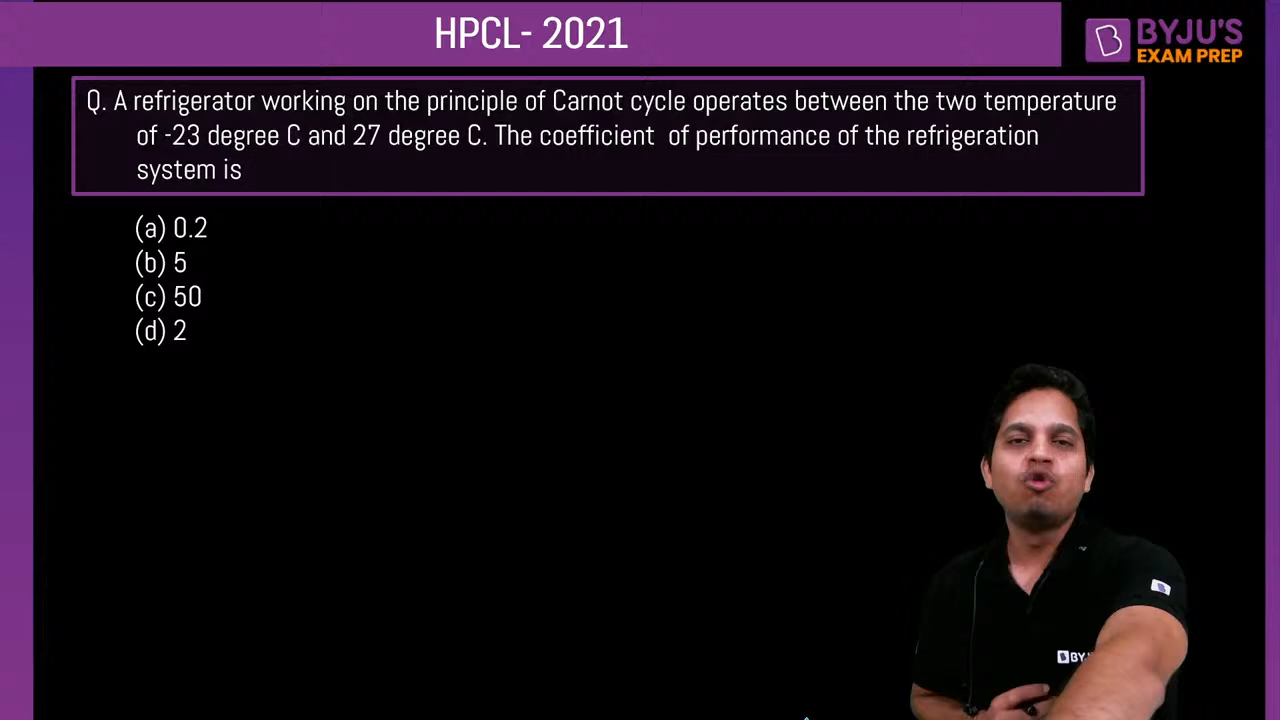 HPCL- 2021
BYJU'S
EXAM PREP
Q. A refrigerator working on the principle of Carnot cycle operates between the two temperature
of -23 degree C and 27 degree C. The coefficient of performance of the refrigeration
system is
(a) 0.2
(b) 5
(c) 50
(d) 2